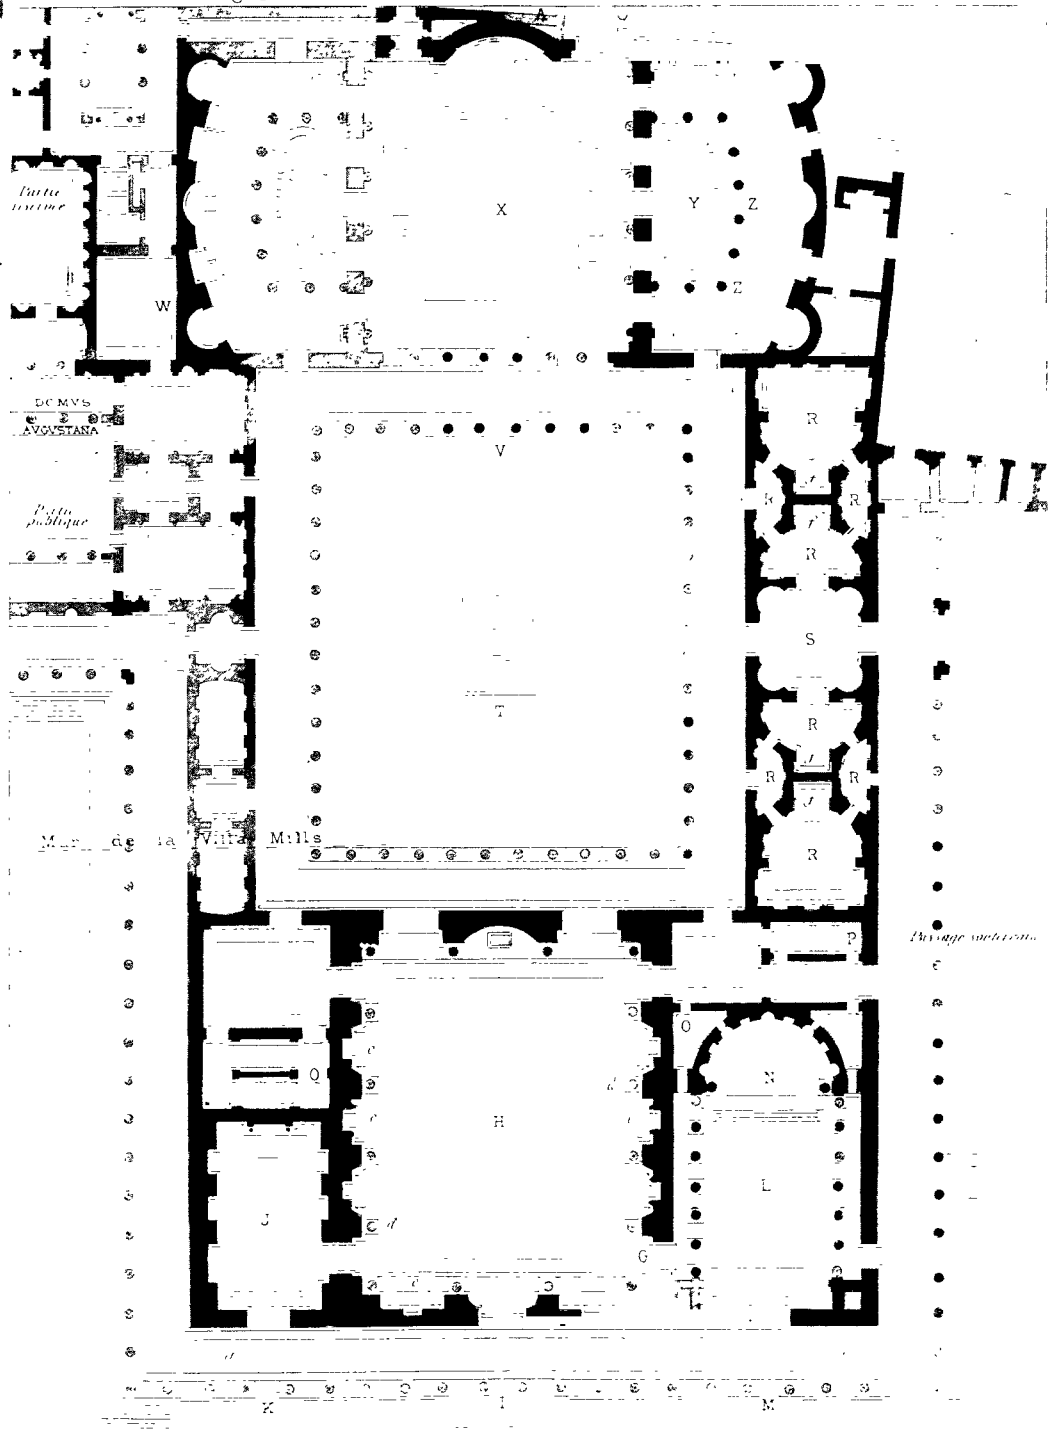 A
Partie
X
Y
Z
W
Z
DOMVS
AVGVSTANA
R
V
R
R
Partie
publique
R
S
T
R
R
R
Mur de la Villa Mills
R
P
Passage souterrain
O
N
O
c
d
H
c
L
J
d
G
c
a
K
I
M